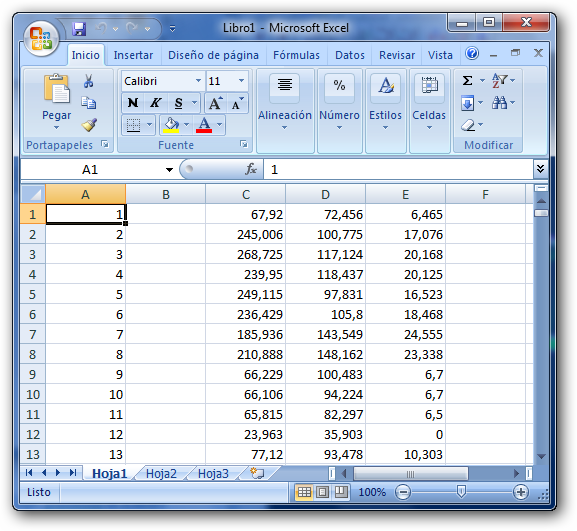 Libro1 - Microsoft Excel
Inicio Insertar Diseño de página Fórmulas Datos Revisar Vista
Pegar Calibri 11 Alineación Número Estilos Celdas
N K S A A
% Σ A Z
Portapapeles Fuente Modificar
A1 fx 1
A B C D E F
1 1 67,92 72,456 6,465
2 2 245,006 100,775 17,076
3 3 268,725 117,124 20,168
4 4 239,95 118,437 20,125
5 5 249,115 97,831 16,523
6 6 236,429 105,8 18,468
7 7 185,936 143,549 24,555
8 8 210,888 148,162 23,338
9 9 66,229 100,483 6,7
10 10 66,106 94,224 6,7
11 11 65,815 82,297 6,5
12 12 23,963 35,903 0
13 13 77,12 93,478 10,303
Hoja1 Hoja2 Hoja3
Listo 100%